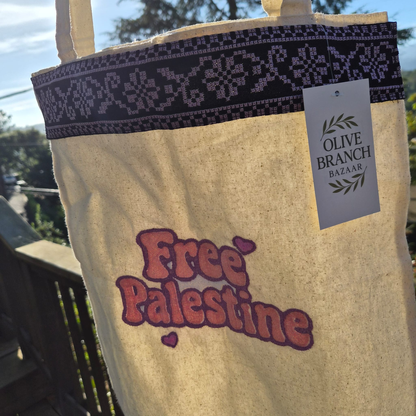 OLIVE
BRANCH
BAZAAR
Free
Palestine